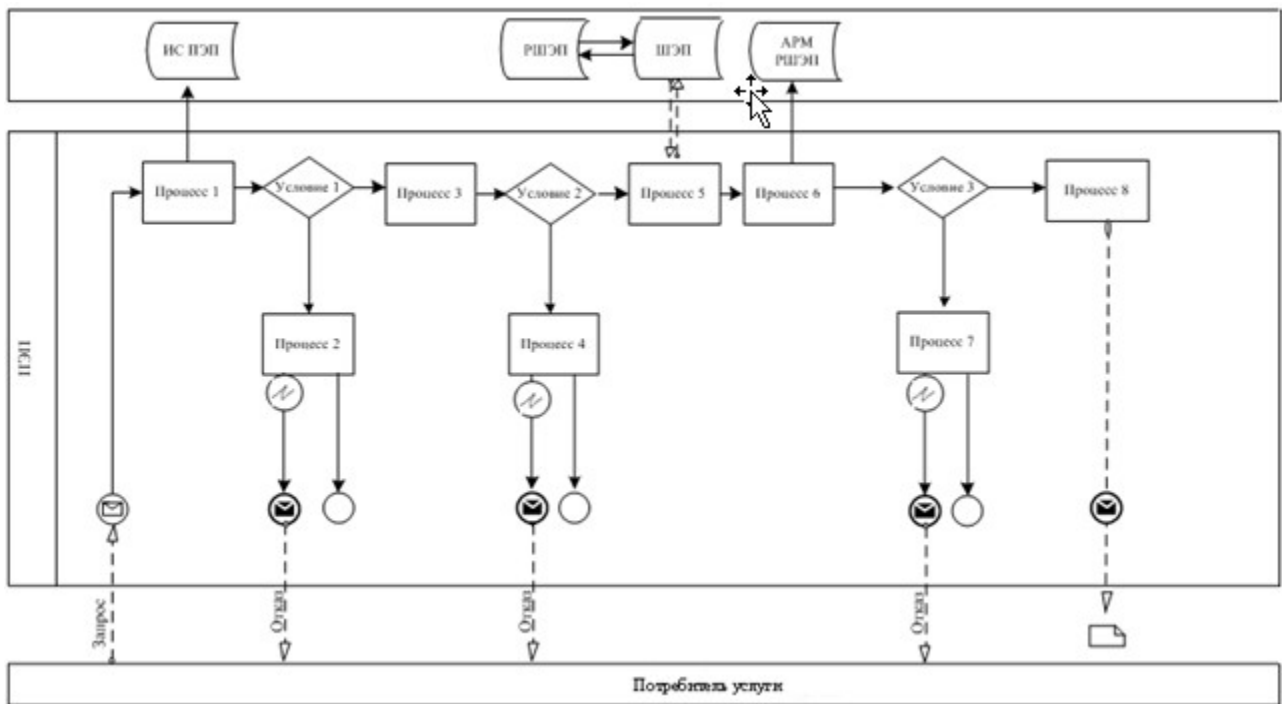 ИС ПЭП
РШЭП
ШЭП
АРМ
РШЭП
ПЭП
Процесс 1
Условие 1
Процесс 3
Условие 2
Процесс 5
Процесс 6
Условие 3
Процесс 8
Процесс 2
Процесс 4
Процесс 7
Запрос
Отказ
Отказ
Отказ
Потребитель услуги